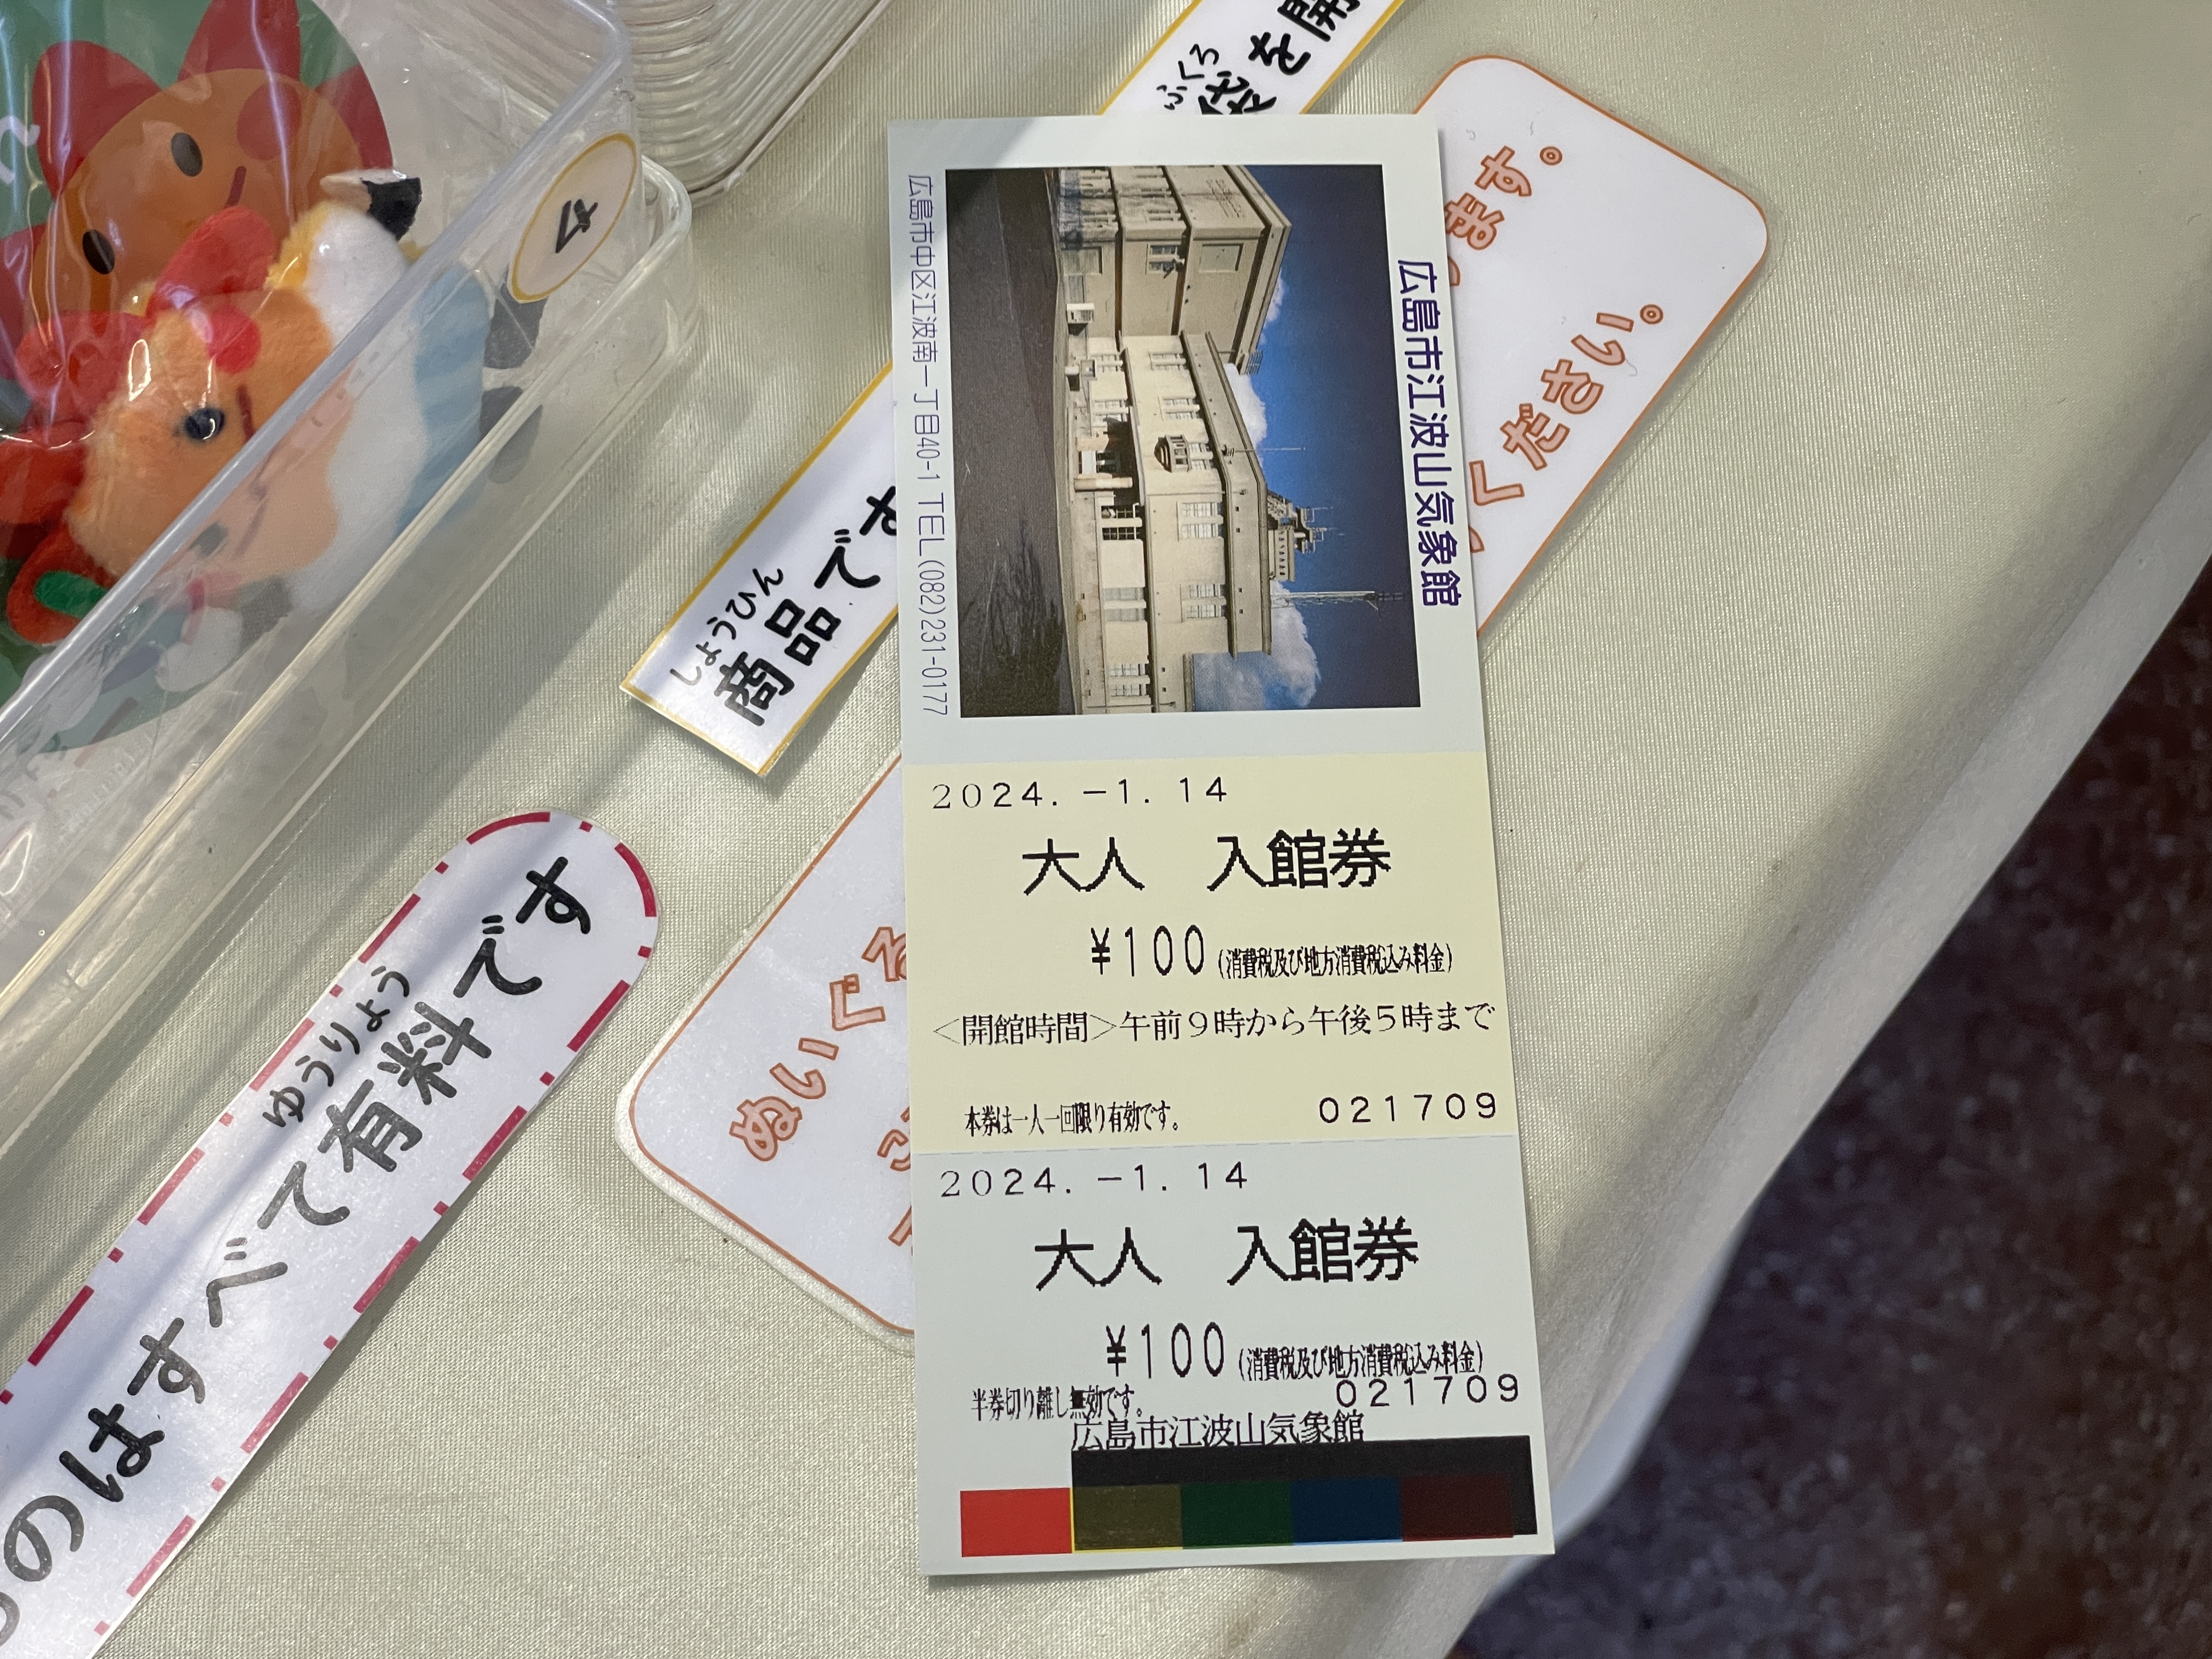 ふくろ
袋を開
ます。
ください。
4
しょうひん
商品です
ゆうりょう
のはすべて有料です
ぬいぐる
広島市江波山気象館
広島市中区江波南一丁目40-1 TEL(082)231-0177
2024.-1.14
大人　入館券
¥100(消費税及び地方消費税込み料金)
<開館時間>午前9時から午後5時まで
本券は一人一回限り有効です。 021709
2024.-1.14
大人　入館券
¥100(消費税及び地方消費税込み料金)
半券切り離し無効です。 021709
広島市江波山気象館